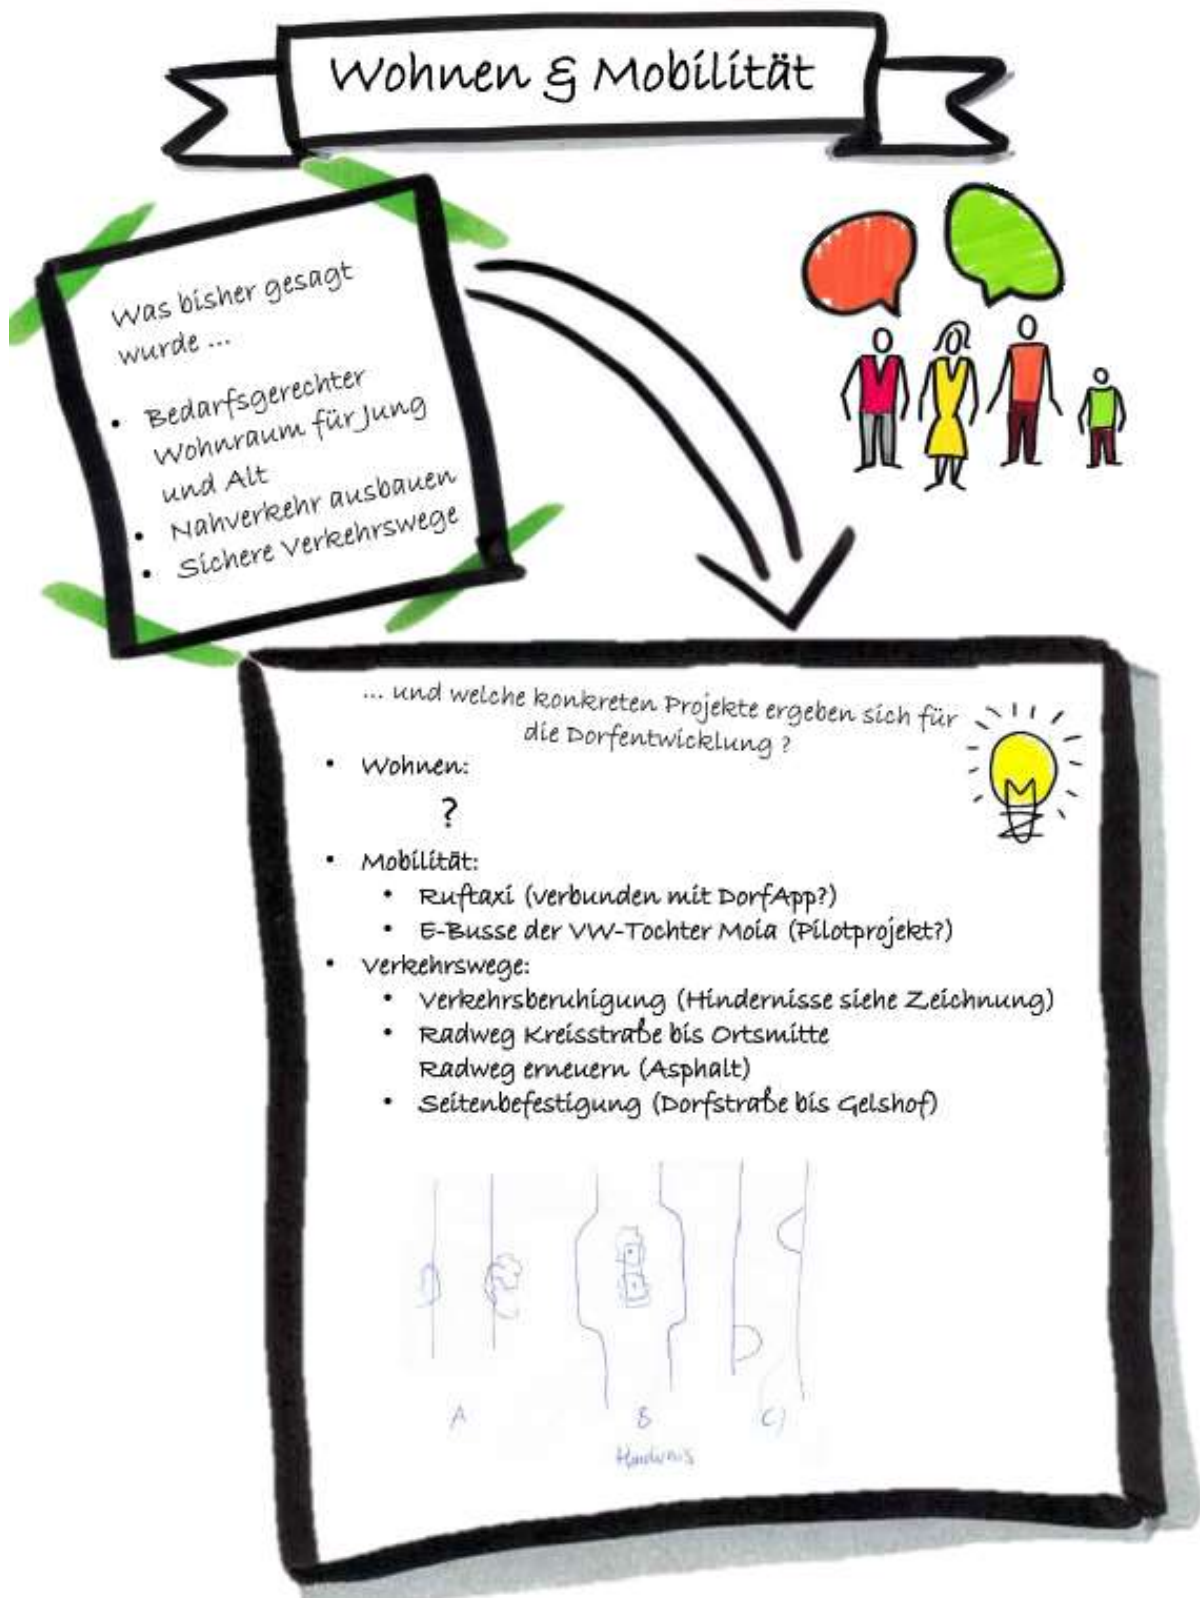 Wohnen & Mobilität
Was bisher gesagt
wurde ...
• Bedarfsgerechter
Wohnraum für Jung
und Alt
• Nahverkehr ausbauen
• Sichere Verkehrswege
... und welche konkreten Projekte ergeben sich für
die Dorfentwicklung ?
• Wohnen:
?
• Mobilität:
• Ruftaxi (verbunden mit DorfApp?)
• E-Busse der VW-Tochter Moia (Pilotprojekt?)
• Verkehrswege:
• Verkehrsberuhigung (Hindernisse siehe Zeichnung)
• Radweg Kreisstraße bis Ortsmitte
Radweg erneuern (Asphalt)
• Seitenbefestigung (Dorfstraße bis Gelshof)
A B C)